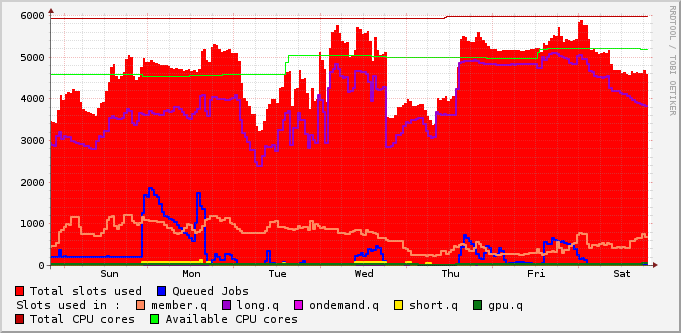 RRDTOOL / TOBI OETIKER
6000
5000
4000
3000
2000
1000
0
Sun Mon Tue Wed Thu Fri Sat
Total slots used Queued Jobs
Slots used in : member.q long.q ondemand.q short.q gpu.q
Total CPU cores Available CPU cores